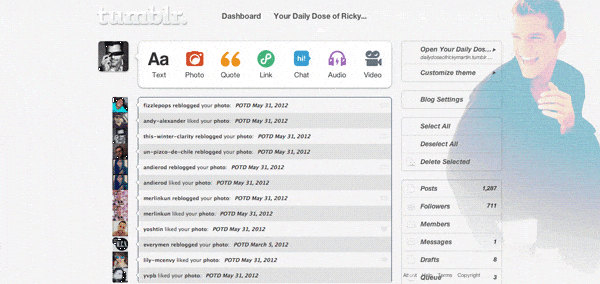 tumblr.
Dashboard
Your Daily Dose of Ricky...
Text
Photo
Quote
Link
Chat
Audio
Video
Aa
hi!
fizzlepops reblogged your photo: POTD May 31, 2012
andy-alexander liked your photo: POTD May 31, 2012
this-winter-clarity reblogged your photo: POTD May 31, 2012
un-pizco-de-chile reblogged your photo: POTD May 31, 2012
andierod reblogged your photo: POTD May 31, 2012
andierod liked your photo: POTD May 31, 2012
merlinkun reblogged your photo: POTD May 31, 2012
merlinkun liked your photo: POTD May 31, 2012
yoshtin liked your photo: POTD May 31, 2012
everymen reblogged your photo: POTD March 5, 2012
lily-mcenvy liked your photo: POTD May 31, 2012
yvpb liked your photo: POTD May 31, 2012
Open Your Daily Dos...
dailydoseofrickymartin.tumblr....
Customize theme
Blog Settings
Select All
Deselect All
Delete Selected
Posts 1,287
Followers 711
Members
Messages 1
Drafts 8
Queue 3
About Help Terms Copyright